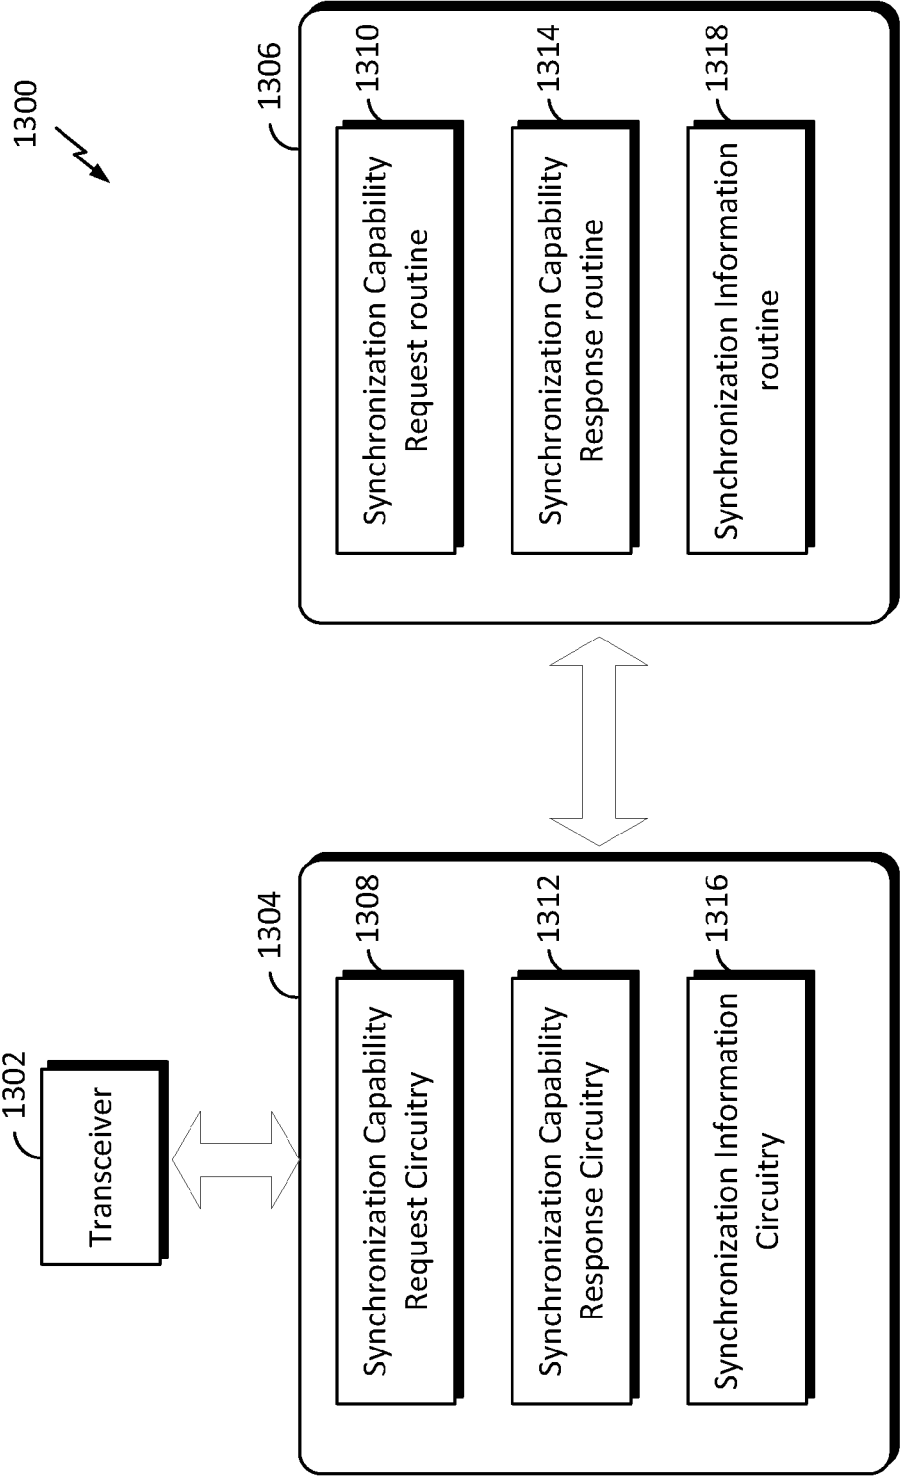 1300
1302
Transceiver
1304
1308
Synchronization Capability
Request Circuitry
1312
Synchronization Capability
Response Circuitry
1316
Synchronization Information
Circuitry
1306
1310
Synchronization Capability
Request routine
1314
Synchronization Capability
Response routine
1318
Synchronization Information
routine